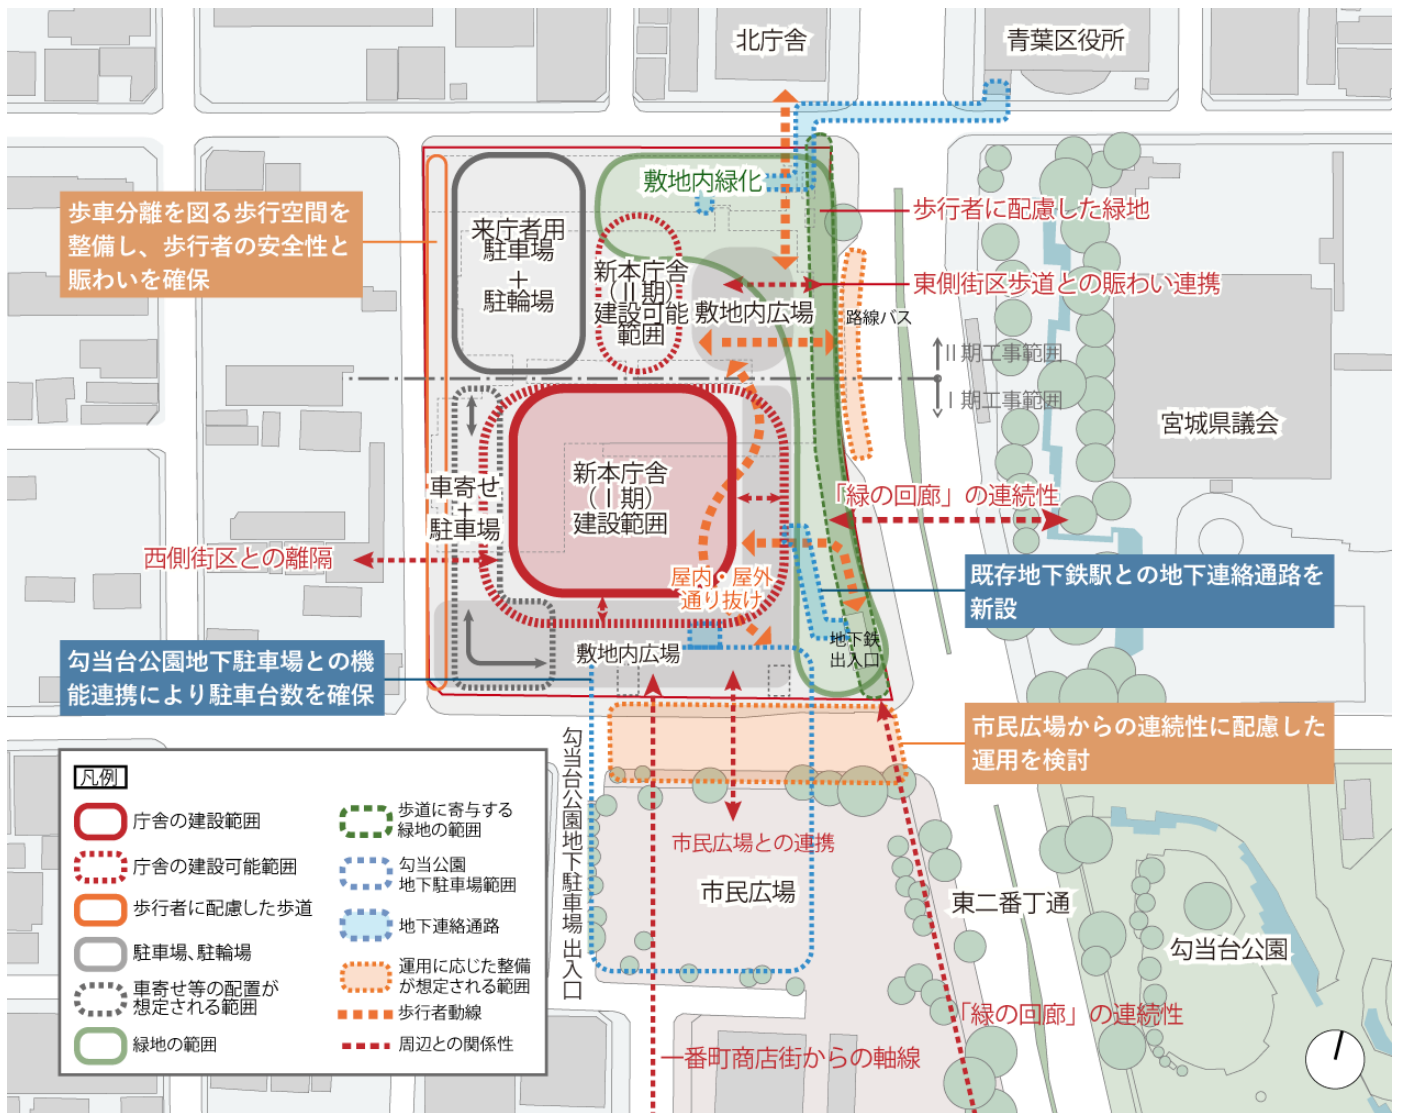 北庁舎
青葉区役所
敷地内緑化
歩行者に配慮した緑地
歩車分離を図る歩行空間を
整備し、歩行者の安全性と
賑わいを確保
来庁者用
駐車場
+
駐輪場
新本庁舎
(Ⅱ期)
建設可能
範囲
東側街区歩道との賑わい連携
敷地内広場
路線バス
Ⅱ期工事範囲
Ⅰ期工事範囲
宮城県議会
新本庁舎
(Ⅰ期)
建設範囲
車寄せ
+
駐車場
「緑の回廊」の連続性
西側街区との離隔
屋内・屋外
通り抜け
既存地下鉄駅との地下連絡通路を
新設
地下鉄
出入口
敷地内広場
勾当台公園地下駐車場との機
能連携により駐車台数を確保
市民広場からの連続性に配慮した
運用を検討
勾当台公園地下駐車場 出入口
市民広場との連携
市民広場
東二番丁通
勾当台公園
「緑の回廊」の連続性
一番町商店街からの軸線
凡例
庁舎の建設範囲
庁舎の建設可能範囲
歩行者に配慮した歩道
駐車場、駐輪場
車寄せ等の配置が
想定される範囲
緑地の範囲
歩道に寄与する
緑地の範囲
勾当公園
地下駐車場範囲
地下連絡通路
運用に応じた整備
が想定される範囲
歩行者動線
周辺との関係性